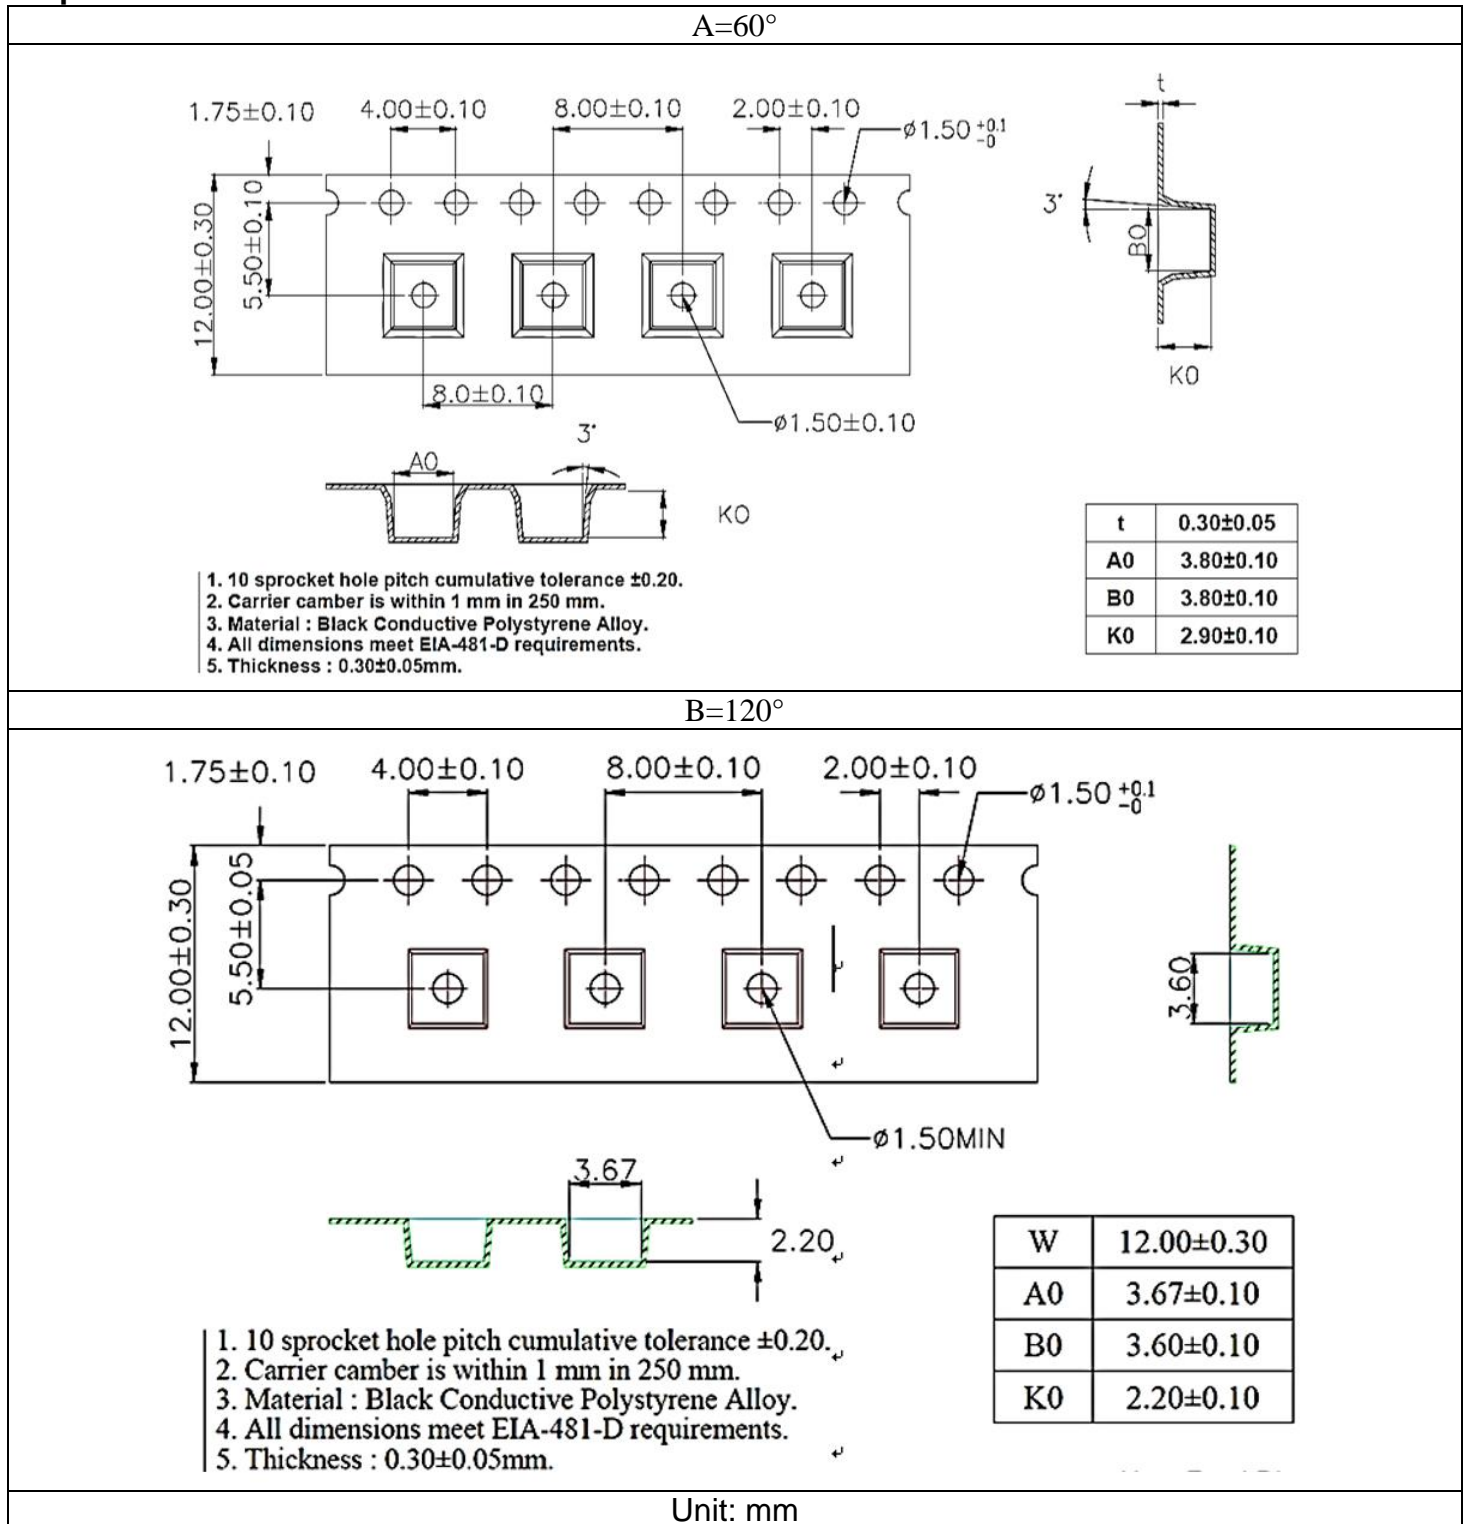 A=60°
1.75±0.10 4.00±0.10 8.00±0.10 2.00±0.10
ø1.50 +0.1 -0
12.00±0.30
5.50±0.10
8.0±0.10
ø1.50±0.10
t
3°
B0
K0
A0
3°
K0
t 0.30±0.05
A0 3.80±0.10
B0 3.80±0.10
K0 2.90±0.10
1. 10 sprocket hole pitch cumulative tolerance ±0.20.
2. Carrier camber is within 1 mm in 250 mm.
3. Material : Black Conductive Polystyrene Alloy.
4. All dimensions meet EIA-481-D requirements.
5. Thickness : 0.30±0.05mm.
B=120°
1.75±0.10 4.00±0.10 8.00±0.10 2.00±0.10
ø1.50 +0.1 -0
12.00±0.30
5.50±0.05
3.60
ø1.50MIN
3.67
2.20
W 12.00±0.30
A0 3.67±0.10
B0 3.60±0.10
K0 2.20±0.10
1. 10 sprocket hole pitch cumulative tolerance ±0.20.
2. Carrier camber is within 1 mm in 250 mm.
3. Material : Black Conductive Polystyrene Alloy.
4. All dimensions meet EIA-481-D requirements.
5. Thickness : 0.30±0.05mm.
Unit: mm